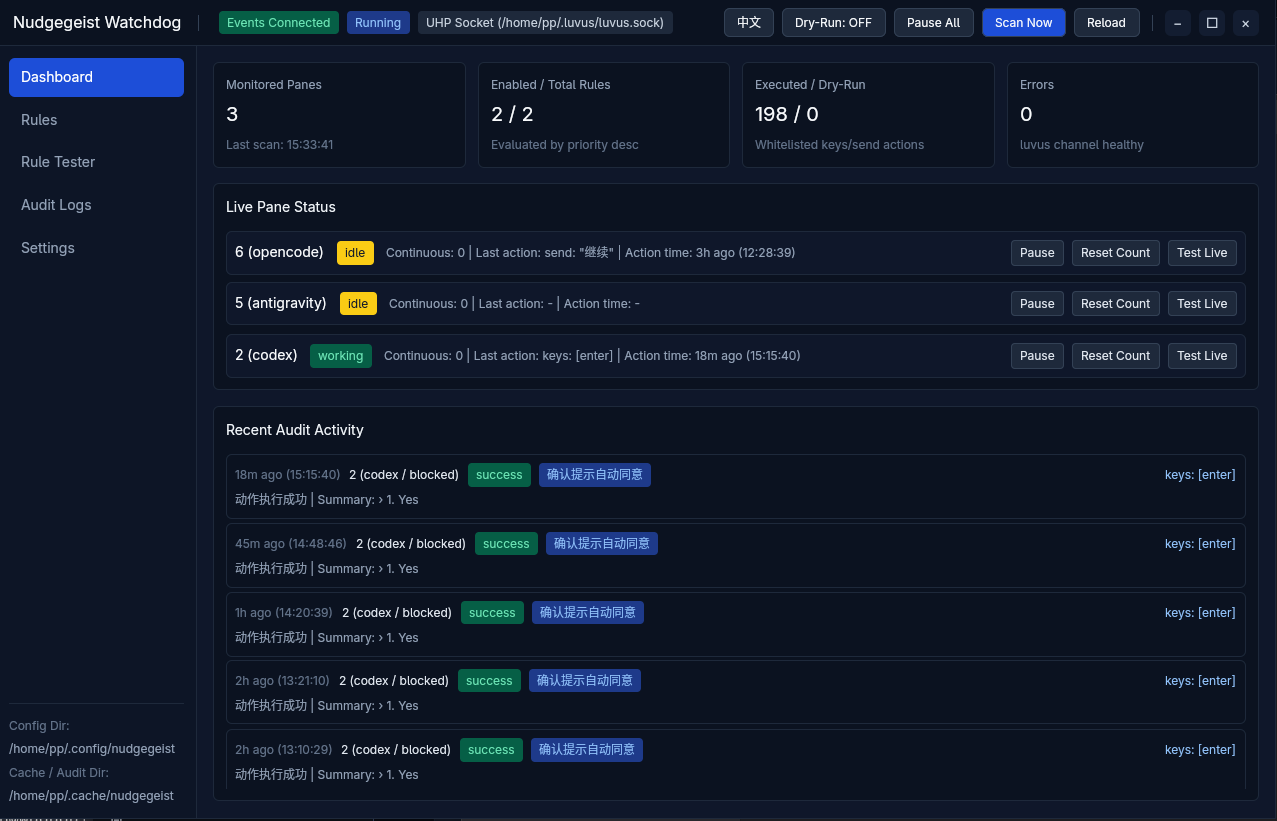 Nudgegeist Watchdog
Events Connected Running UHP Socket (/home/pp/.luvus/luvus.sock) 中文 Dry-Run: OFF Pause All Scan Now Reload
Dashboard
Rules
Rule Tester
Audit Logs
Settings
Config Dir:
/home/pp/.config/nudgegeist
Cache / Audit Dir:
/home/pp/.cache/nudgegeist
Monitored Panes
3
Last scan: 15:33:41
Enabled / Total Rules
2 / 2
Evaluated by priority desc
Executed / Dry-Run
198 / 0
Whitelisted keys/send actions
Errors
0
luvus channel healthy
Live Pane Status
6 (opencode) idle Continuous: 0 | Last action: send: "继续" | Action time: 3h ago (12:28:39) Pause Reset Count Test Live
5 (antigravity) idle Continuous: 0 | Last action: - | Action time: - Pause Reset Count Test Live
2 (codex) working Continuous: 0 | Last action: keys: [enter] | Action time: 18m ago (15:15:40) Pause Reset Count Test Live
Recent Audit Activity
18m ago (15:15:40) 2 (codex / blocked) success 确认提示自动同意 keys: [enter]
动作执行成功 | Summary: › 1. Yes
45m ago (14:48:46) 2 (codex / blocked) success 确认提示自动同意 keys: [enter]
动作执行成功 | Summary: › 1. Yes
1h ago (14:20:39) 2 (codex / blocked) success 确认提示自动同意 keys: [enter]
动作执行成功 | Summary: › 1. Yes
2h ago (13:21:10) 2 (codex / blocked) success 确认提示自动同意 keys: [enter]
动作执行成功 | Summary: › 1. Yes
2h ago (13:10:29) 2 (codex / blocked) success 确认提示自动同意 keys: [enter]
动作执行成功 | Summary: › 1. Yes